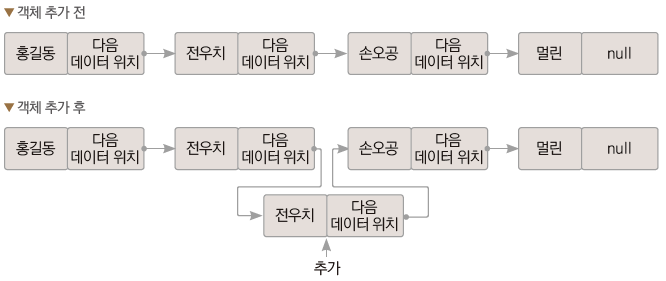 ▼ 객체 추가 전
홍길동 다음 데이터 위치 전우치 다음 데이터 위치 손오공 다음 데이터 위치 멀린 null
▼ 객체 추가 후
홍길동 다음 데이터 위치 전우치 다음 데이터 위치 손오공 다음 데이터 위치 멀린 null
전우치 다음 데이터 위치
추가